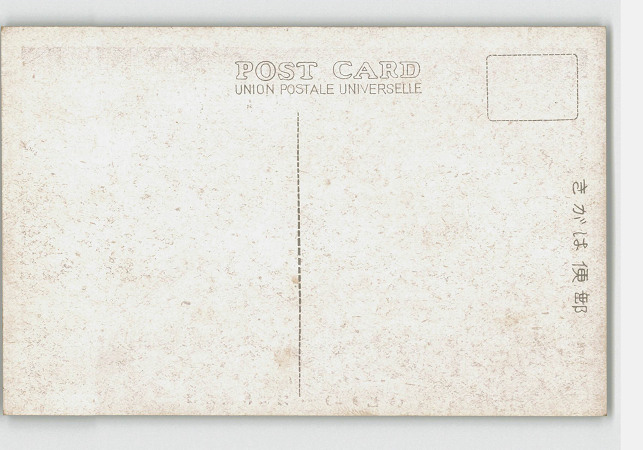 POST CARD
UNION POSTALE UNIVERSELLE
きがは便郵